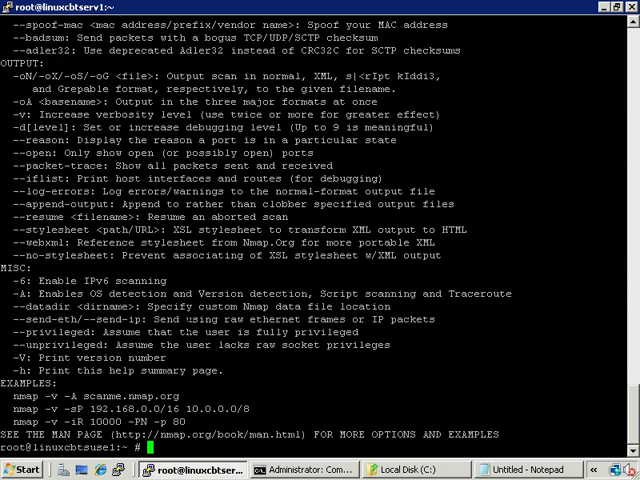 root@linuxcbtserv1:~
--spoof-mac <mac address/prefix/vendor name>: Spoof your MAC address
--badsum: Send packets with a bogus TCP/UDP/SCTP checksum
--adler32: Use deprecated Adler32 instead of CRC32C for SCTP checksums
OUTPUT:
-oN/-oX/-oS/-oG <file>: Output scan in normal, XML, s|<rIpt kIddi3,
and Grepable format, respectively, to the given filename.
-oA <basename>: Output in the three major formats at once
-v: Increase verbosity level (use twice or more for greater effect)
-d[level]: Set or increase debugging level (Up to 9 is meaningful)
--reason: Display the reason a port is in a particular state
--open: Only show open (or possibly open) ports
--packet-trace: Show all packets sent and received
--iflist: Print host interfaces and routes (for debugging)
--log-errors: Log errors/warnings to the normal-format output file
--append-output: Append to rather than clobber specified output files
--resume <filename>: Resume an aborted scan
--stylesheet <path/URL>: XSL stylesheet to transform XML output to HTML
--webxml: Reference stylesheet from Nmap.Org for more portable XML
--no-stylesheet: Prevent associating of XSL stylesheet w/XML output
MISC:
-6: Enable IPv6 scanning
-A: Enables OS detection and Version detection, Script scanning and Traceroute
--datadir <dirname>: Specify custom Nmap data file location
--send-eth/--send-ip: Send using raw ethernet frames or IP packets
--privileged: Assume that the user is fully privileged
--unprivileged: Assume the user lacks raw socket privileges
-V: Print version number
-h: Print this help summary page.
EXAMPLES:
nmap -v -A scanme.nmap.org
nmap -v -sP 192.168.0.0/16 10.0.0.0/8
nmap -v -iR 10000 -PN -p 80
SEE THE MAN PAGE (http://nmap.org/book/man.html) FOR MORE OPTIONS AND EXAMPLES
root@linuxcbtsuse1:~ #
Start
root@linuxcbtserv1:~...
Administrator: Com...
Local Disk (C:)
Untitled - Notepad